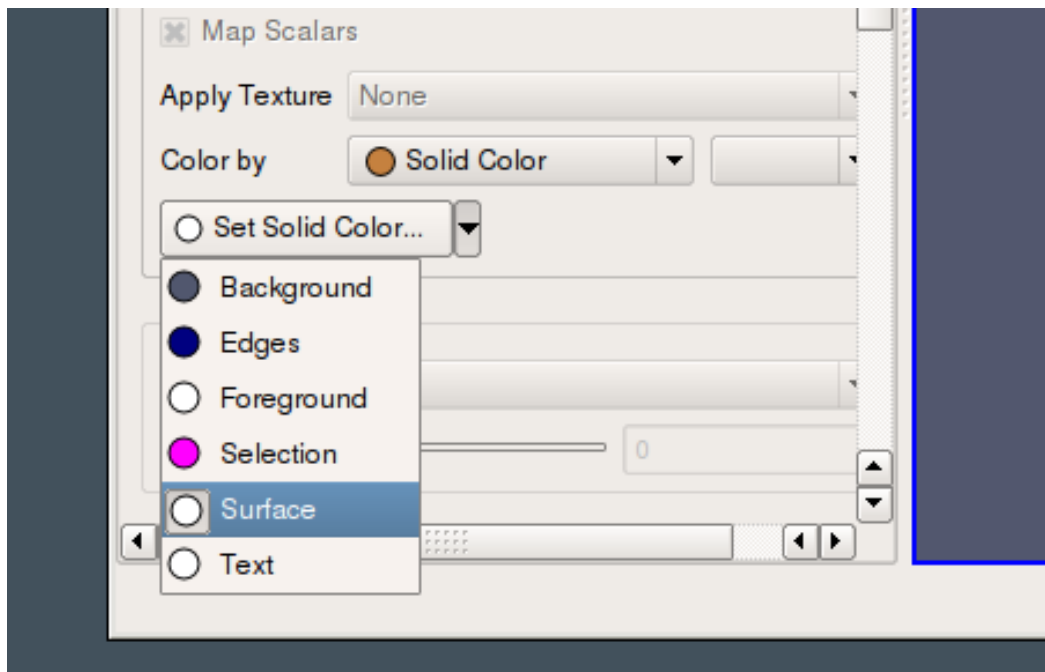 Map Scalars
Apply Texture None
Color by Solid Color
Set Solid Color...
Background
Edges
Foreground
Selection
0
Surface
Text